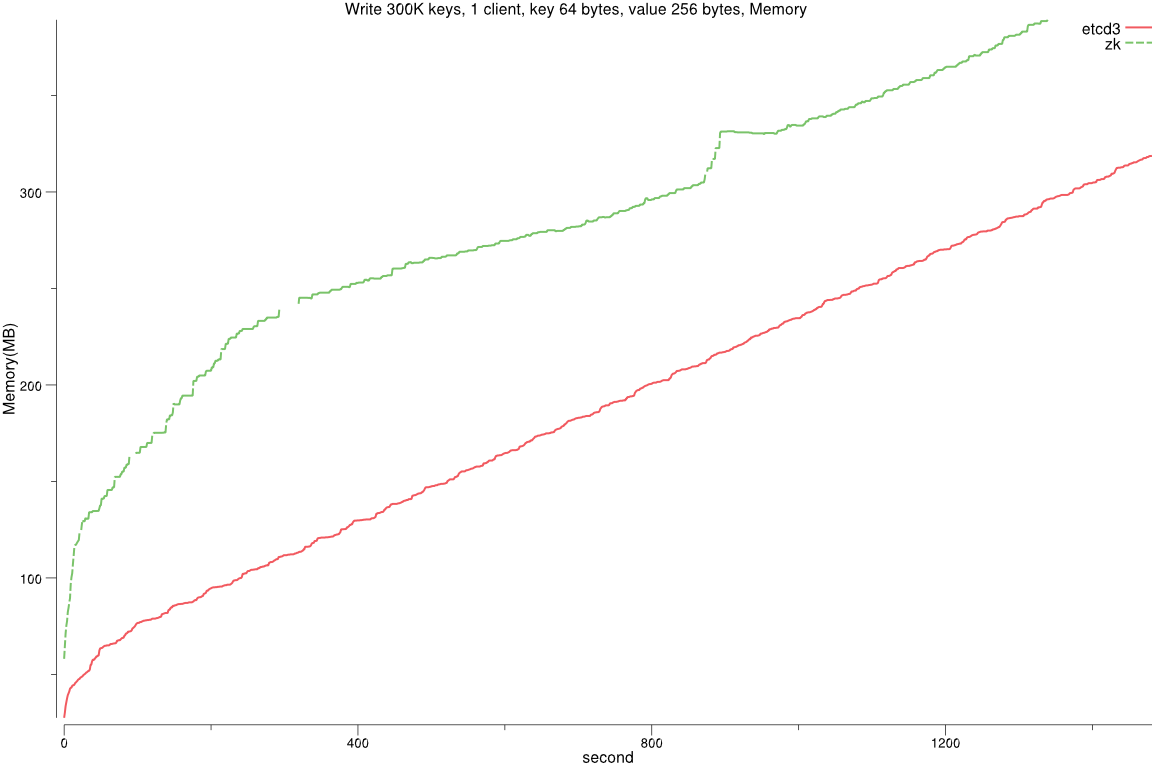 Write 300K keys, 1 client, key 64 bytes, value 256 bytes, Memory
etcd3
zk
Memory(MB)
300
200
100
0
400
800
1200
second